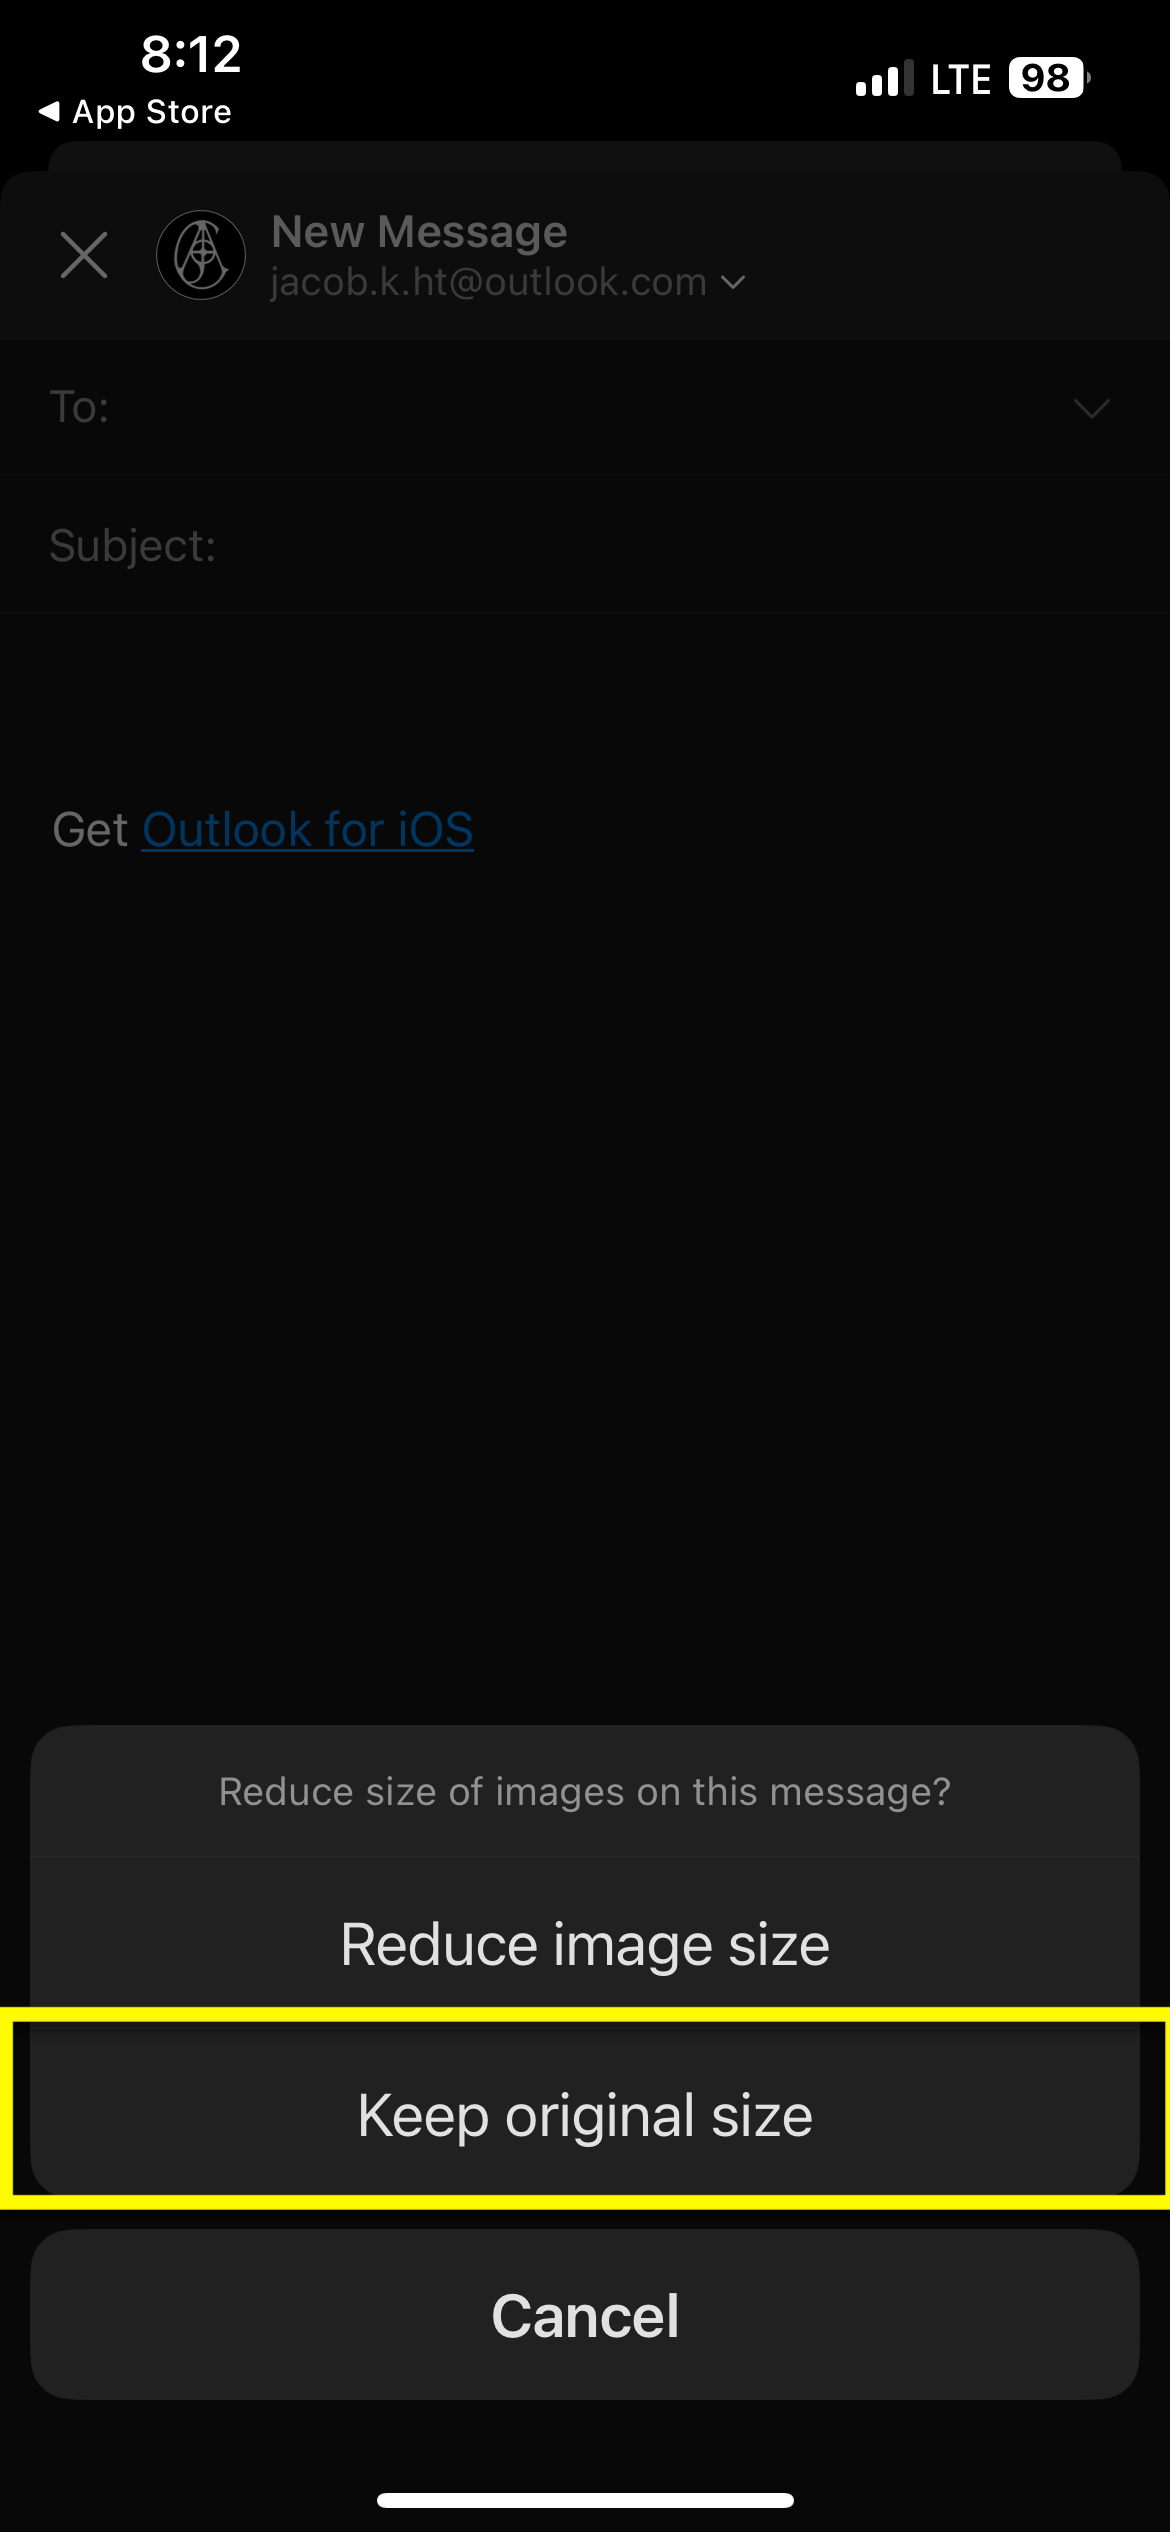 8:12
LTE 98
◀ App Store
New Message
jacob.k.ht@outlook.com
To:
Subject:
Get Outlook for iOS
Reduce size of images on this message?
Reduce image size
Keep original size
Cancel